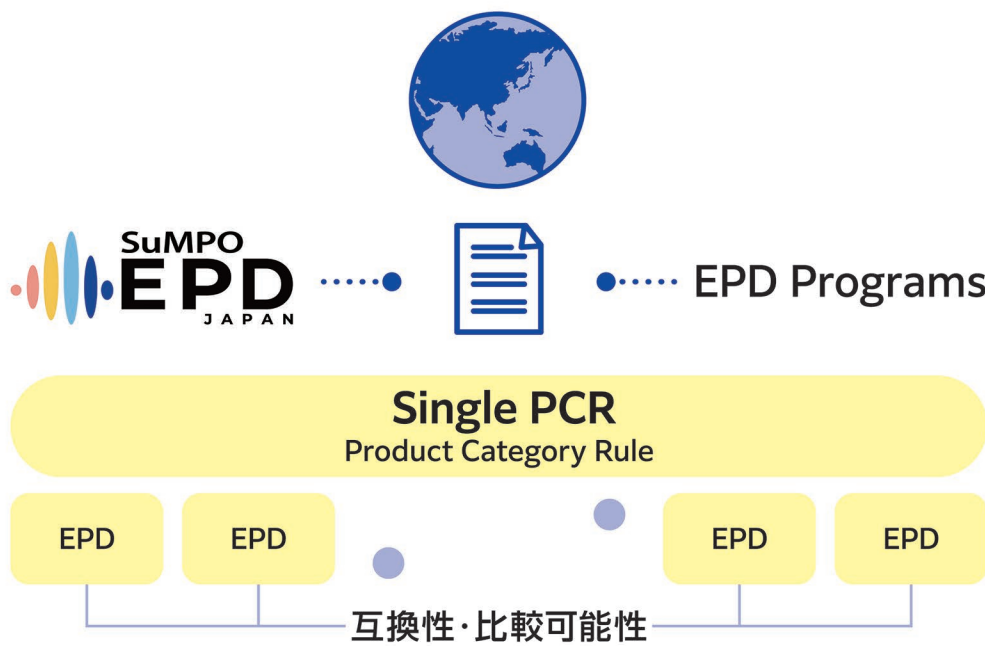 SuMPO
EPD
JAPAN
EPD Programs
Single PCR
Product Category Rule
EPD
EPD
EPD
EPD
互換性・比較可能性